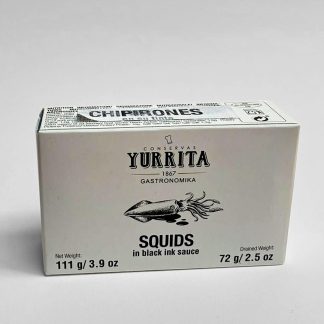 CHIPIRONES
CONSERVAS
YURRITA
1867
GASTRONOMIKA
SQUIDS
in black ink sauce
Net Weight:
111 g/ 3.9 oz
Drained Weight:
72 g/ 2.5 oz